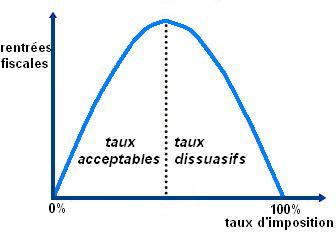 rentrées
fiscales
taux
acceptables
taux
dissuasifs
0%
100%
taux d'imposition